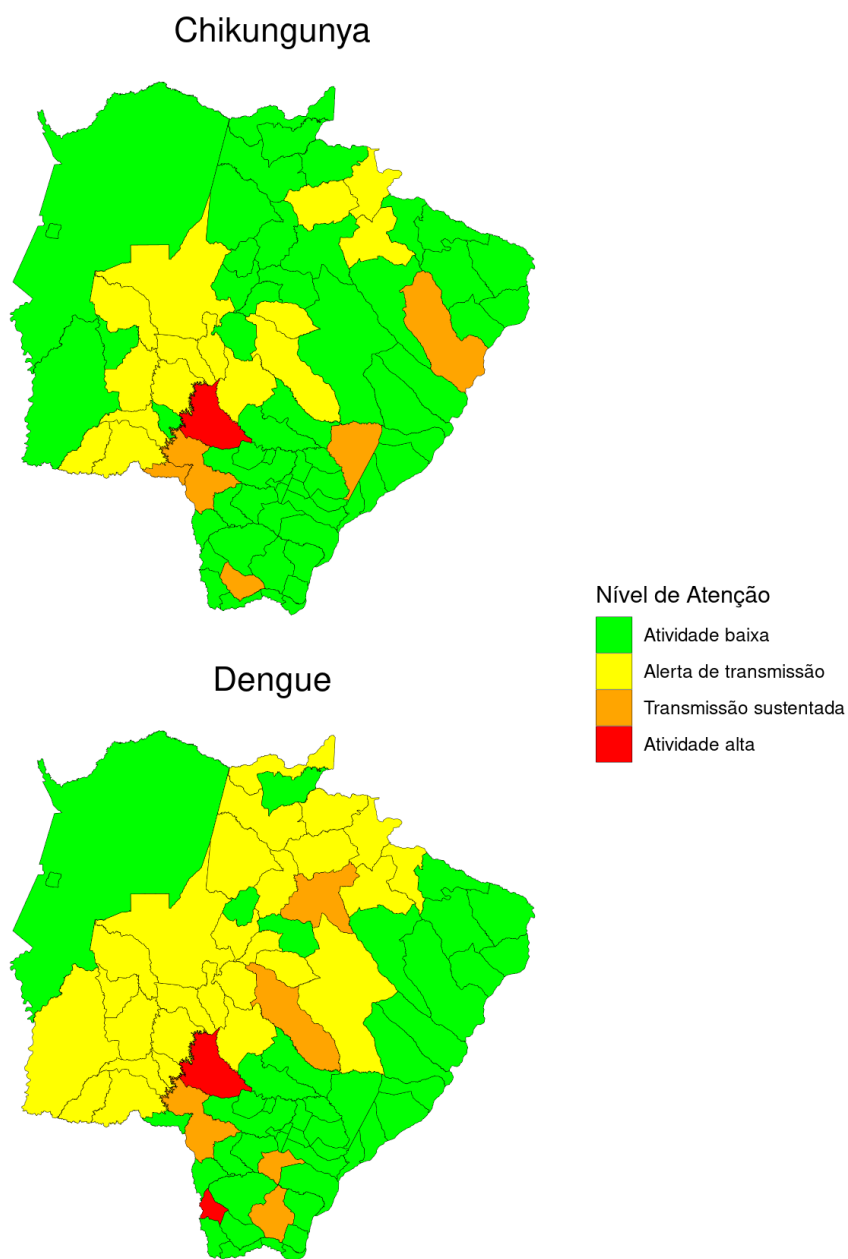 Chikungunya
Nível de Atenção
Atividade baixa
Alerta de transmissão
Transmissão sustentada
Atividade alta
Dengue